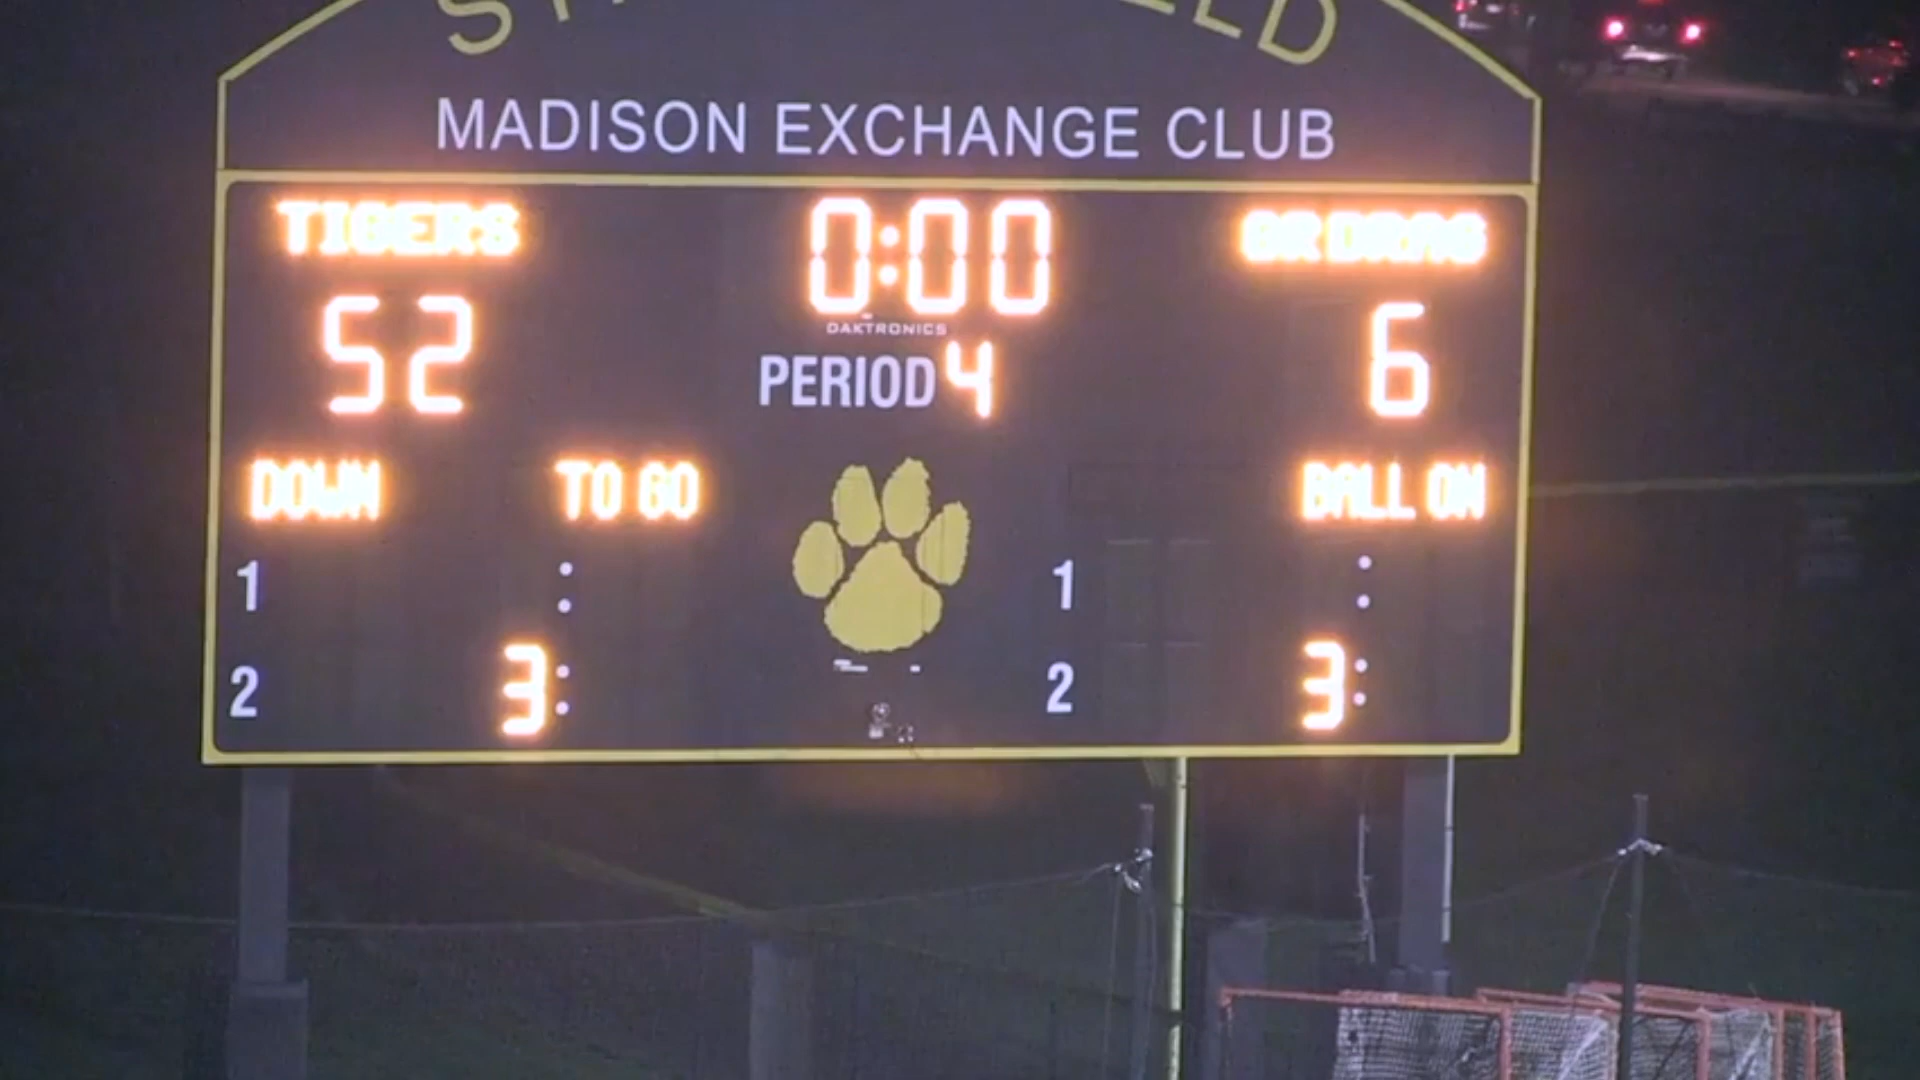 MADISON EXCHANGE CLUB
TIGERS 0:00 GR DRAG
DAKTRONICS
52 PERIOD 4 6
DOWN TO GO BALL ON
1 : 1 :
2 3: 2 3: